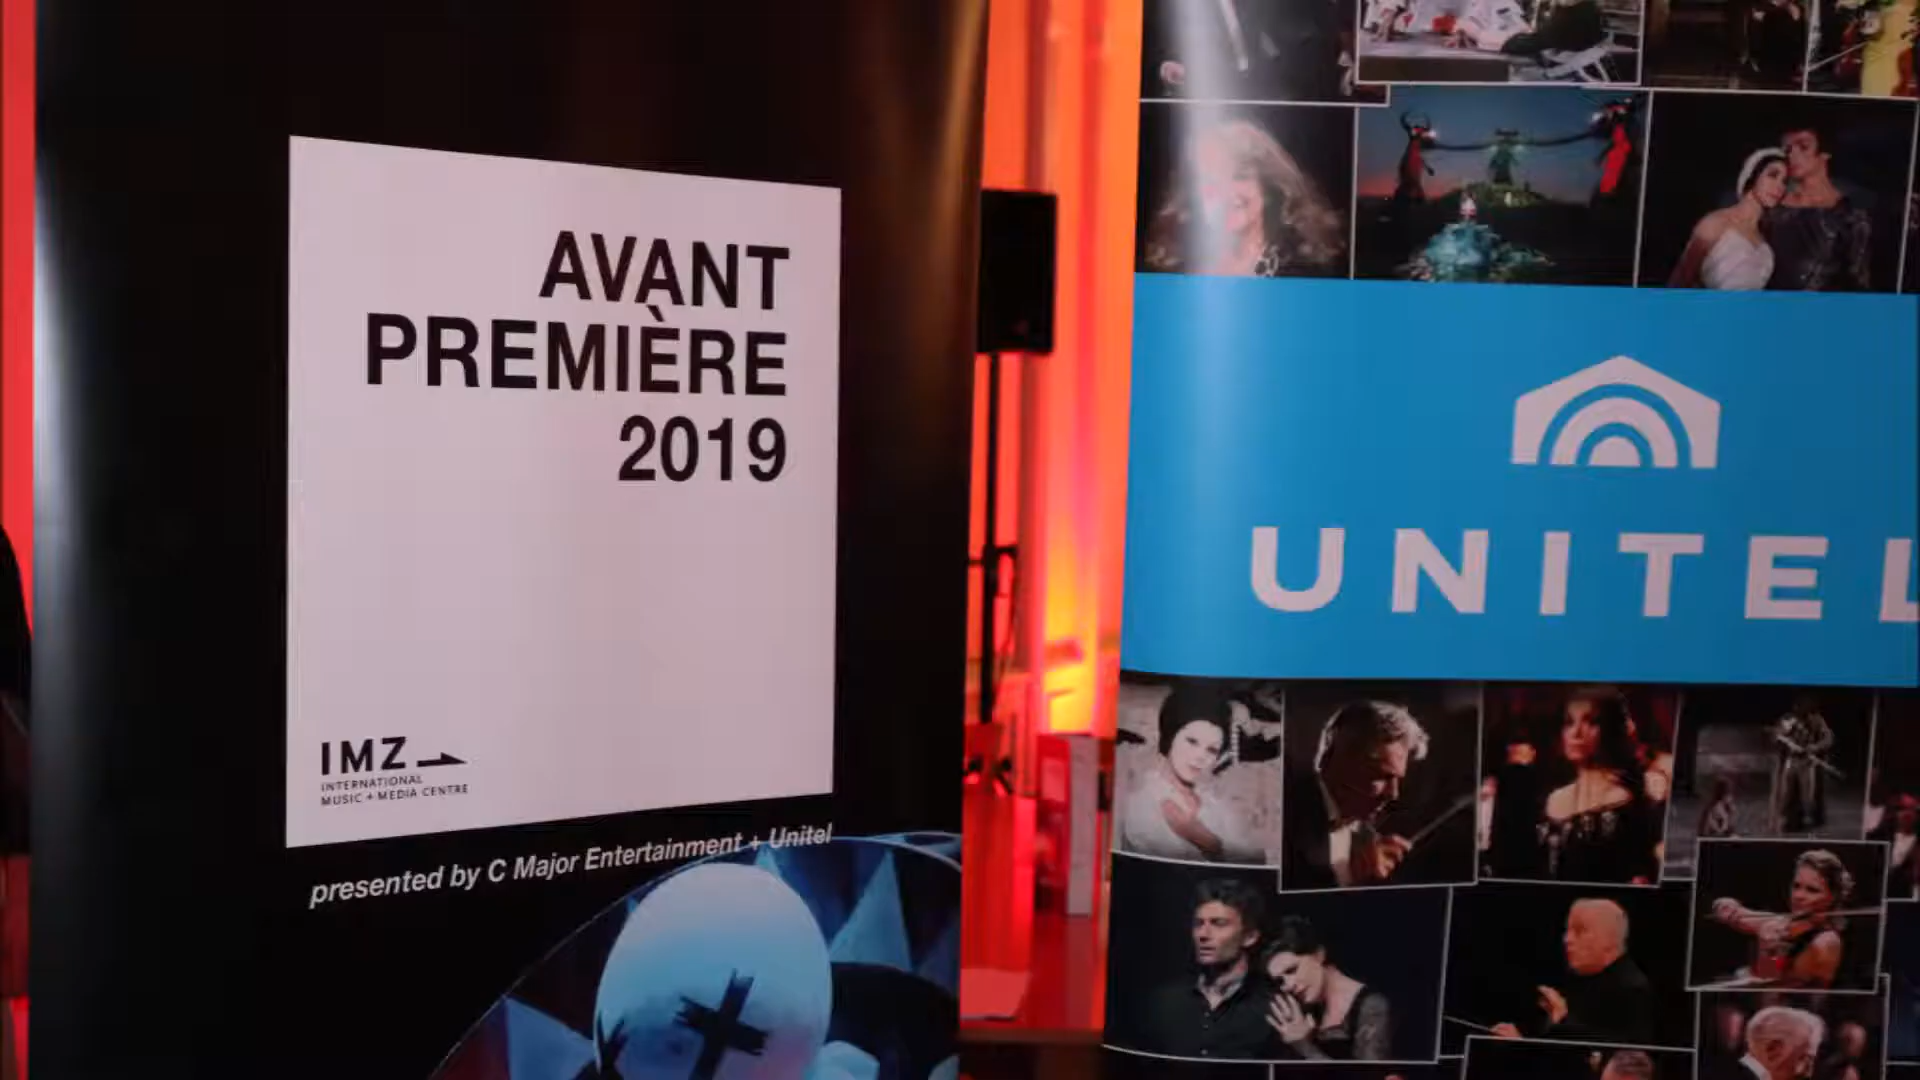 AVANT
PREMIÈRE
2019
IMZ
INTERNATIONAL
MUSIC + MEDIA CENTRE
presented by C Major Entertainment + Unitel
UNITEL